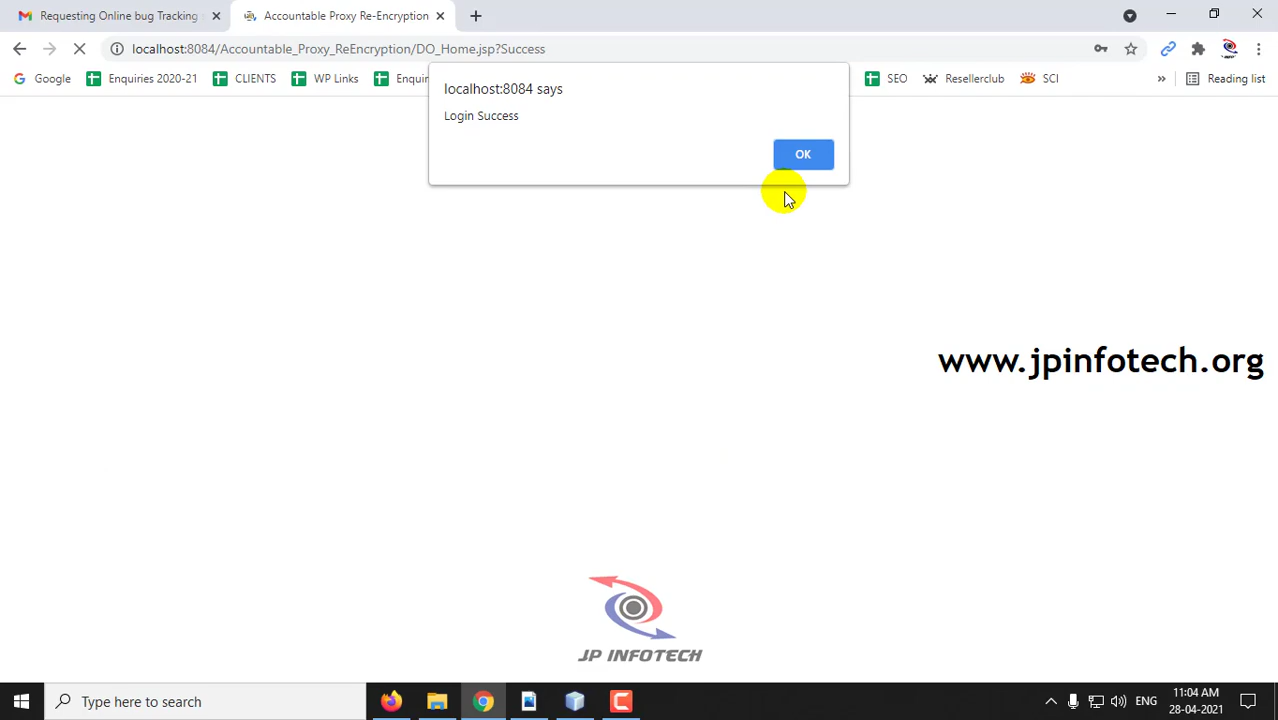 Requesting Online bug Tracking
Accountable Proxy Re-Encryption
localhost:8084/Accountable_Proxy_ReEncryption/DO_Home.jsp?Success
Google
Enquiries 2020-21
CLIENTS
WP Links
Enquir
SEO
Resellerclub
SCI
»
Reading list
localhost:8084 says
Login Success
OK
www.jpinfotech.org
JP INFOTECH
Type here to search
ENG
11:04 AM
28-04-2021